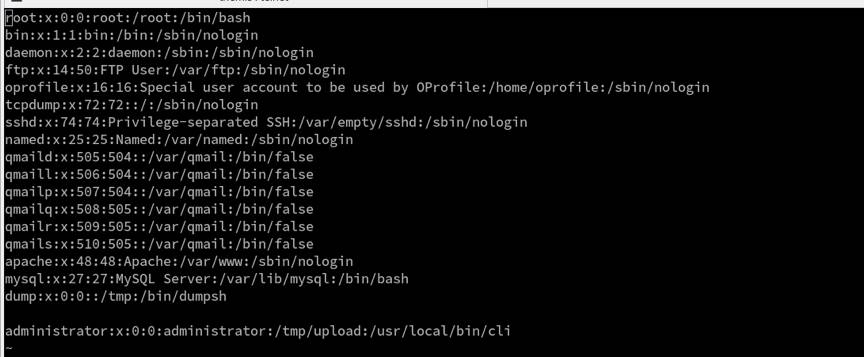 root:x:0:0:root:/root:/bin/bash
bin:x:1:1:bin:/bin:/sbin/nologin
daemon:x:2:2:daemon:/sbin:/sbin/nologin
ftp:x:14:50:FTP User:/var/ftp:/sbin/nologin
oprofile:x:16:16:Special user account to be used by OProfile:/home/oprofile:/sbin/nologin
tcpdump:x:72:72::/:/sbin/nologin
sshd:x:74:74:Privilege-separated SSH:/var/empty/sshd:/sbin/nologin
named:x:25:25:Named:/var/named:/sbin/nologin
qmaild:x:505:504::/var/qmail:/bin/false
qmaill:x:506:504::/var/qmail:/bin/false
qmailp:x:507:504::/var/qmail:/bin/false
qmailq:x:508:505::/var/qmail:/bin/false
qmailr:x:509:505::/var/qmail:/bin/false
qmails:x:510:505::/var/qmail:/bin/false
apache:x:48:48:Apache:/var/www:/sbin/nologin
mysql:x:27:27:MySQL Server:/var/lib/mysql:/bin/bash
dump:x:0:0::/tmp:/bin/dumpsh
administrator:x:0:0:administrator:/tmp/upload:/usr/local/bin/cli
~